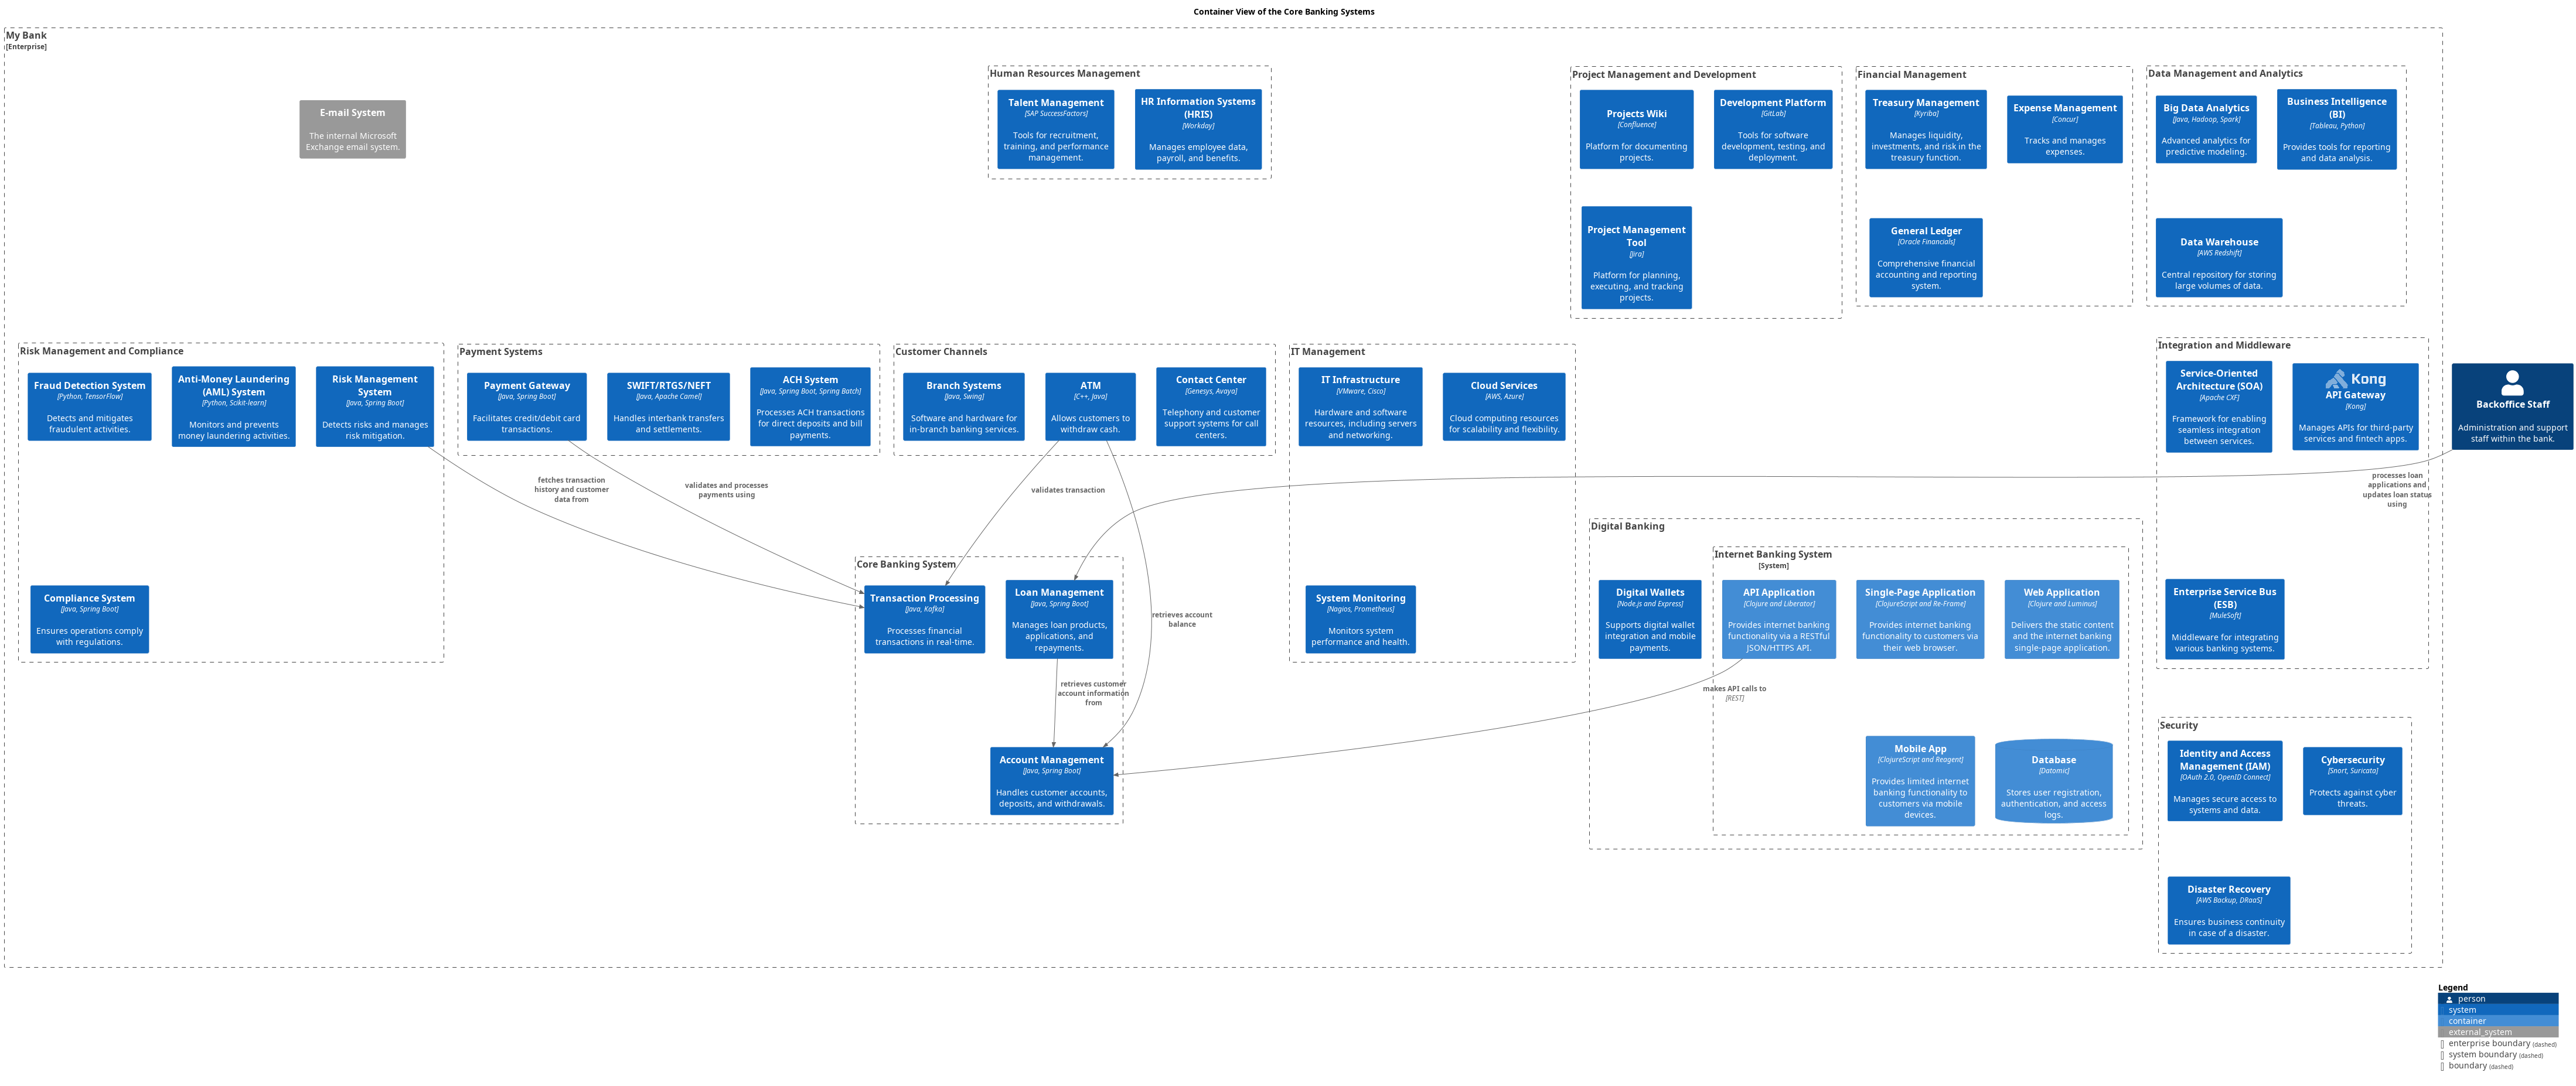 Container View of the Core Banking Systems
My Bank
[Enterprise]
E-mail System
The internal Microsoft
Exchange email system.
Human Resources Management
Talent Management
[SAP SuccessFactors]
Tools for recruitment,
training, and performance
management.
HR Information Systems
(HRIS)
[Workday]
Manages employee data,
payroll, and benefits.
Project Management and Development
Projects Wiki
[Confluence]
Platform for documenting
projects.
Development Platform
[GitLab]
Tools for software
development, testing, and
deployment.
Project Management
Tool
[Jira]
Platform for planning,
executing, and tracking
projects.
Financial Management
Treasury Management
[Kyriba]
Manages liquidity,
investments, and risk in the
treasury function.
Expense Management
[Concur]
Tracks and manages
expenses.
General Ledger
[Oracle Financials]
Comprehensive financial
accounting and reporting
system.
Data Management and Analytics
Big Data Analytics
[Java, Hadoop, Spark]
Advanced analytics for
predictive modeling.
Business Intelligence
(BI)
[Tableau, Python]
Provides tools for reporting
and data analysis.
Data Warehouse
[AWS Redshift]
Central repository for storing
large volumes of data.
Risk Management and Compliance
Fraud Detection System
[Python, TensorFlow]
Detects and mitigates
fraudulent activities.
Anti-Money Laundering
(AML) System
[Python, Scikit-learn]
Monitors and prevents
money laundering activities.
Risk Management
System
[Java, Spring Boot]
Detects risks and manages
risk mitigation.
Compliance System
[Java, Spring Boot]
Ensures operations comply
with regulations.
Payment Systems
Payment Gateway
[Java, Spring Boot]
Facilitates credit/debit card
transactions.
SWIFT/RTGS/NEFT
[Java, Apache Camel]
Handles interbank transfers
and settlements.
ACH System
[Java, Spring Boot, Spring Batch]
Processes ACH transactions
for direct deposits and bill
payments.
Customer Channels
Branch Systems
[Java, Swing]
Software and hardware for
in-branch banking services.
ATM
[C++, Java]
Allows customers to
withdraw cash.
Contact Center
[Genesys, Avaya]
Telephony and customer
support systems for call
centers.
IT Management
IT Infrastructure
[VMware, Cisco]
Hardware and software
resources, including servers
and networking.
Cloud Services
[AWS, Azure]
Cloud computing resources
for scalability and flexibility.
System Monitoring
[Nagios, Prometheus]
Monitors system
performance and health.
Integration and Middleware
Service-Oriented
Architecture (SOA)
[Apache CXF]
Framework for enabling
seamless integration
between services.
Kong
API Gateway
[Kong]
Manages APIs for third-party
services and fintech apps.
Enterprise Service Bus
(ESB)
[MuleSoft]
Middleware for integrating
various banking systems.
Backoffice Staff
Administration and support
staff within the bank.
fetches transaction
history and customer
data from
validates and processes
payments using
validates transaction
processes loan
applications and
updates loan status
using
Core Banking System
Transaction Processing
[Java, Kafka]
Processes financial
transactions in real-time.
Loan Management
[Java, Spring Boot]
Manages loan products,
applications, and
repayments.
retrieves account
balance
retrieves customer
account information
from
Account Management
[Java, Spring Boot]
Handles customer accounts,
deposits, and withdrawals.
Digital Banking
Digital Wallets
[Node.js and Express]
Supports digital wallet
integration and mobile
payments.
Internet Banking System
[System]
API Application
[Clojure and Liberator]
Provides internet banking
functionality via a RESTful
JSON/HTTPS API.
Single-Page Application
[ClojureScript and Re-Frame]
Provides internet banking
functionality to customers via
their web browser.
Web Application
[Clojure and Luminus]
Delivers the static content
and the internet banking
single-page application.
makes API calls to
[REST]
Mobile App
[ClojureScript and Reagent]
Provides limited internet
banking functionality to
customers via mobile
devices.
Database
[Datomic]
Stores user registration,
authentication, and access
logs.
Security
Identity and Access
Management (IAM)
[OAuth 2.0, OpenID Connect]
Manages secure access to
systems and data.
Cybersecurity
[Snort, Suricata]
Protects against cyber
threats.
Disaster Recovery
[AWS Backup, DRaaS]
Ensures business continuity
in case of a disaster.
Legend
person
system
container
external_system
enterprise boundary (dashed)
system boundary (dashed)
boundary (dashed)